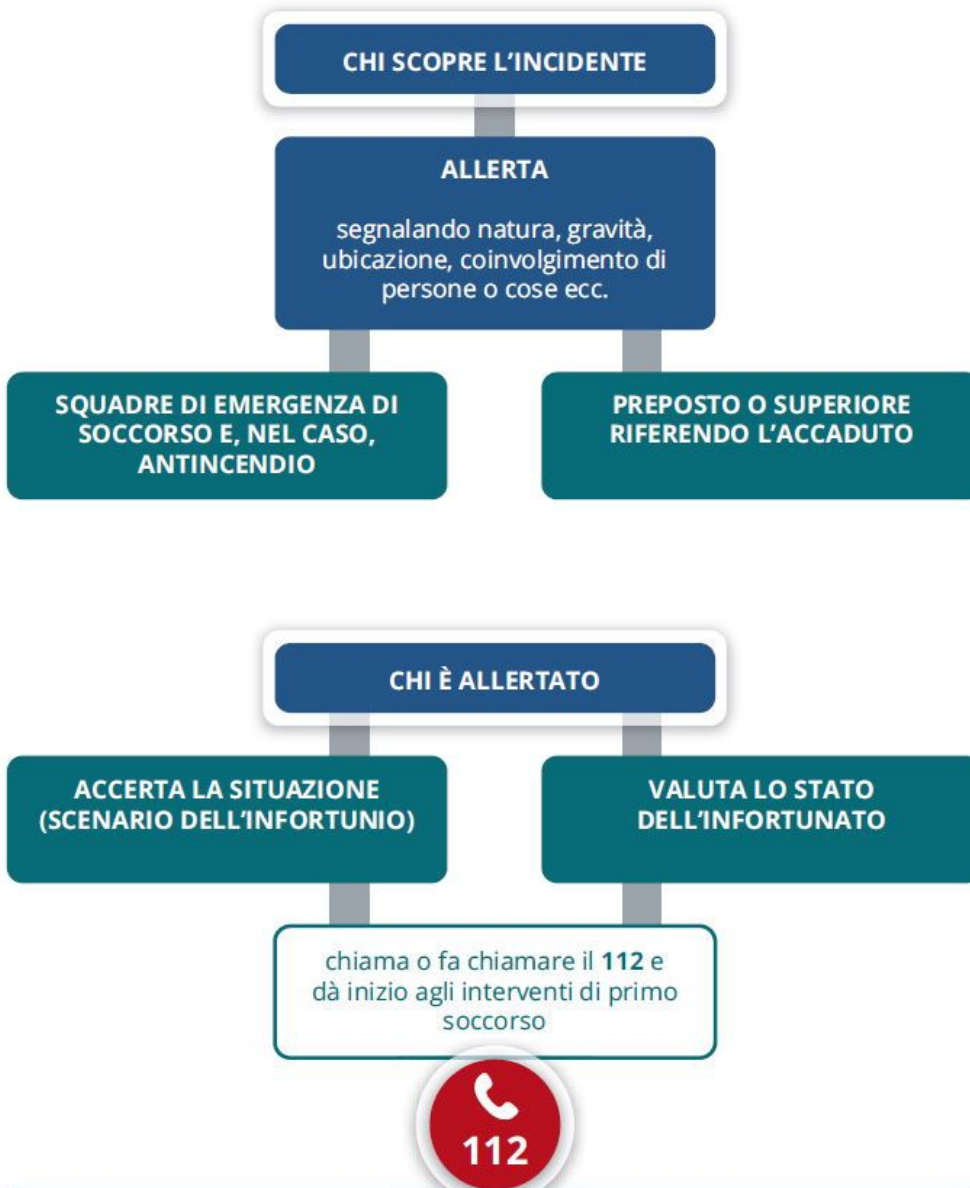 CHI SCOPRE L'INCIDENTE
ALLERTA
segnalando natura, gravità,
ubicazione, coinvolgimento di
persone o cose ecc.
SQUADRE DI EMERGENZA DI
SOCCORSO E, NEL CASO,
ANTINCENDIO
PREPOSTO O SUPERIORE
RIFERENDO L'ACCADUTO
CHI È ALLERTATO
ACCERTA LA SITUAZIONE
(SCENARIO DELL'INFORTUNIO)
VALUTA LO STATO
DELL'INFORTUNATO
chiama o fa chiamare il 112 e
dà inizio agli interventi di primo
soccorso
112